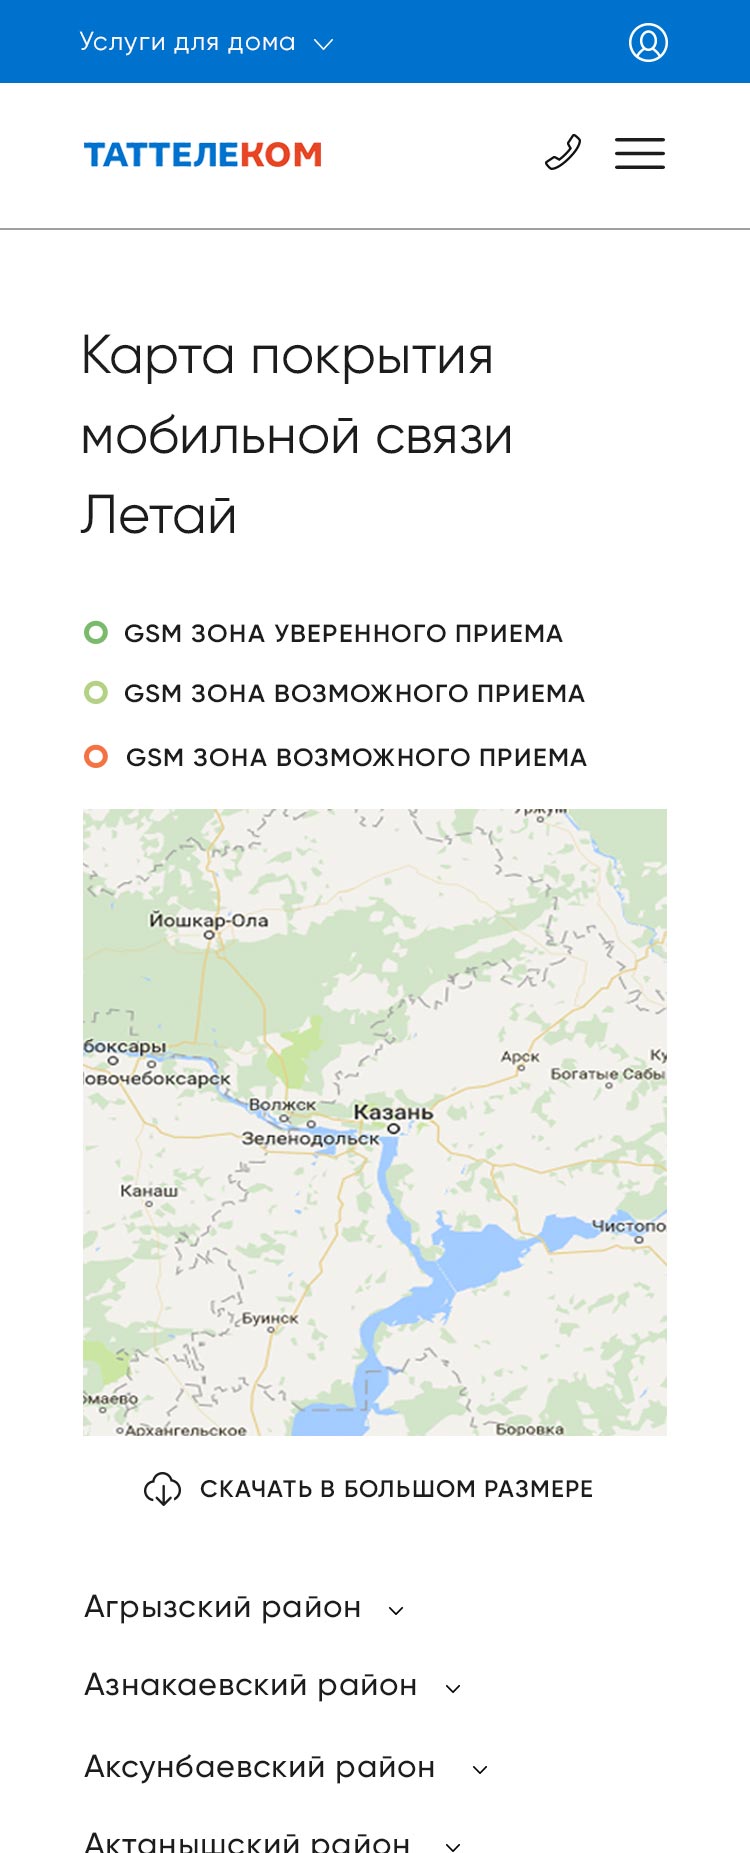 Услуги для дома
ТАТТЕЛЕКОМ
Карта покрытия
мобильной связи
Летай
GSM ЗОНА УВЕРЕННОГО ПРИЕМА
GSM ЗОНА ВОЗМОЖНОГО ПРИЕМА
GSM ЗОНА ВОЗМОЖНОГО ПРИЕМА
Уржум
Йошкар-Ола
боксары
Арск
Ку
овочебоксарск
Богатые Сабы
Волжск
Казань
Зеленодольск
Канаш
Чистопо
Буинск
омаево
Архангельское
Боровка
СКАЧАТЬ В БОЛЬШОМ РАЗМЕРЕ
Агрызский район
Азнакаевский район
Аксунбаевский район
Актанышский район